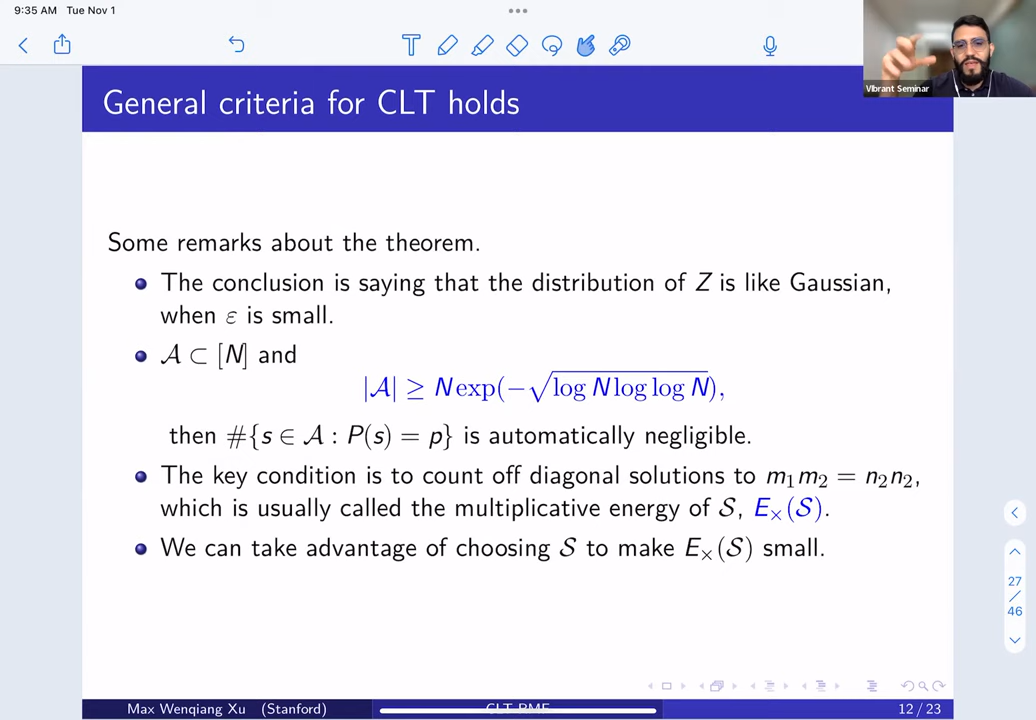 9:35 AM Tue Nov 1
Vibrant Seminar
General criteria for CLT holds
Some remarks about the theorem.
The conclusion is saying that the distribution of Z is like Gaussian,
when ε is small.
𝒜 ⊂ [N] and
|𝒜| ≥ N exp(−√(log N log log N)),
then #{s ∈ 𝒜 : P(s) = p} is automatically negligible.
The key condition is to count off diagonal solutions to m₁m₂ = n₂n₂,
which is usually called the multiplicative energy of 𝒮, E×(𝒮).
We can take advantage of choosing 𝒮 to make E×(𝒮) small.
27
/
46
Max Wenqiang Xu (Stanford) CLT RMF 12 / 23